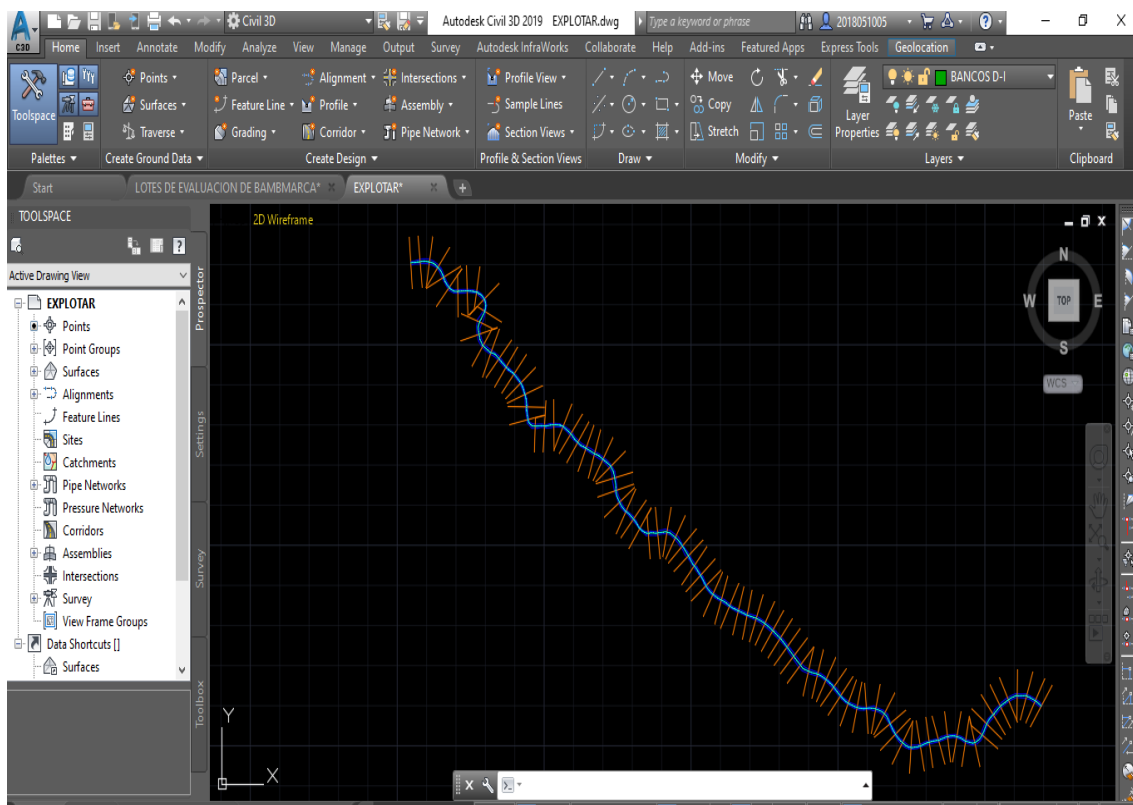 A C3D Civil 3D Autodesk Civil 3D 2019 EXPLOTAR.dwg Type a keyword or phrase 2018051005 ?
Home Insert Annotate Modify Analyze View Manage Output Survey Autodesk InfraWorks Collaborate Help Add-ins Featured Apps Express Tools Geolocation
Toolspace
Points
Surfaces
Traverse
Parcel
Feature Line
Grading
Alignment
Profile
Corridor
Intersections
Assembly
Pipe Network
Profile View
Sample Lines
Section Views
Move
Copy
Stretch
Layer Properties
BANCOS D-I
Paste
Palettes Create Ground Data Create Design Profile & Section Views Draw Modify Layers Clipboard
Start LOTES DE EVALUACION DE BAMBMARCA* EXPLOTAR*
TOOLSPACE
?
Active Drawing View
EXPLOTAR
Points
Point Groups
Surfaces
Alignments
Feature Lines
Sites
Catchments
Pipe Networks
Pressure Networks
Corridors
Assemblies
Intersections
Survey
View Frame Groups
Data Shortcuts []
Surfaces
Prospector
Settings
Survey
Toolbox
2D Wireframe
N
W TOP E
S
WCS
Y
X